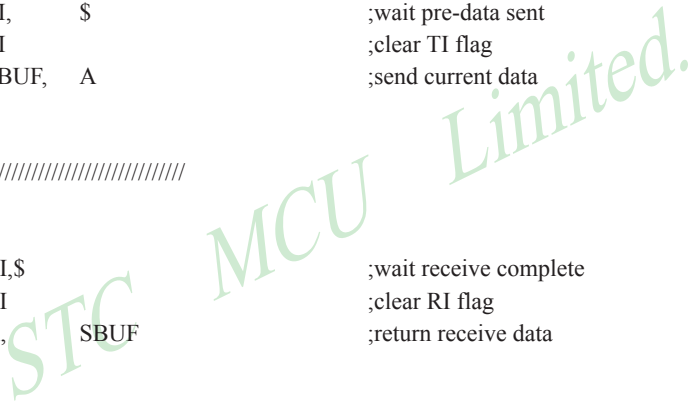 I, $ ;wait pre-data sent
I ;clear TI flag
BUF, A ;send current data
////////////////////////////
I,$ ;wait receive complete
I ;clear RI flag
, SBUF ;return receive data
STC MCU Limited.